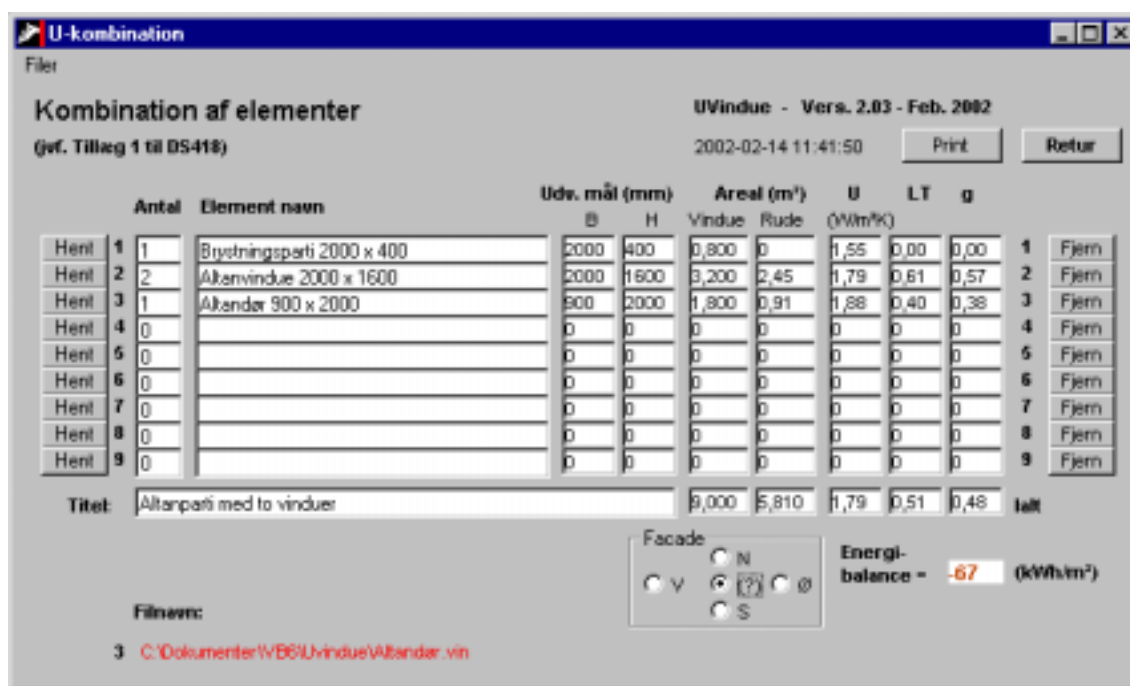 U-kombination
Filer
Kombination af elementer
UVindue - Vers. 2.03 - Feb. 2002
(jvf. Tillæg 1 til DS418)
2002-02-14 11:41:50 Print Retur
Udv. mål (mm) Areal (m²) U LT g
Antal Element navn
B H Vindue Rude (W/m²K)
Hent 1 1 Brystningsparti 2000 x 400 2000 400 0,800 0 1,55 0,00 0,00 1 Fjern
Hent 2 2 Altanvindue 2000 x 1600 2000 1600 3,200 2,45 1,79 0,61 0,57 2 Fjern
Hent 3 1 Altandør 900 x 2000 900 2000 1,800 0,91 1,88 0,40 0,38 3 Fjern
Hent 4 0 0 0 0 0 0 0 0 4 Fjern
Hent 5 0 0 0 0 0 0 0 0 5 Fjern
Hent 6 0 0 0 0 0 0 0 0 6 Fjern
Hent 7 0 0 0 0 0 0 0 0 7 Fjern
Hent 8 0 0 0 0 0 0 0 0 8 Fjern
Hent 9 0 0 0 0 0 0 0 0 9 Fjern
Titel: Altanparti med to vinduer 9,000 5,810 1,79 0,51 0,48 Ialt
Facade
N
V (?) Ø
S
Energi-
balance = -67 (kWh/m²)
Filnavn:
3 C:\Dokumenter\VB6\Uvindue\Altandør.vin